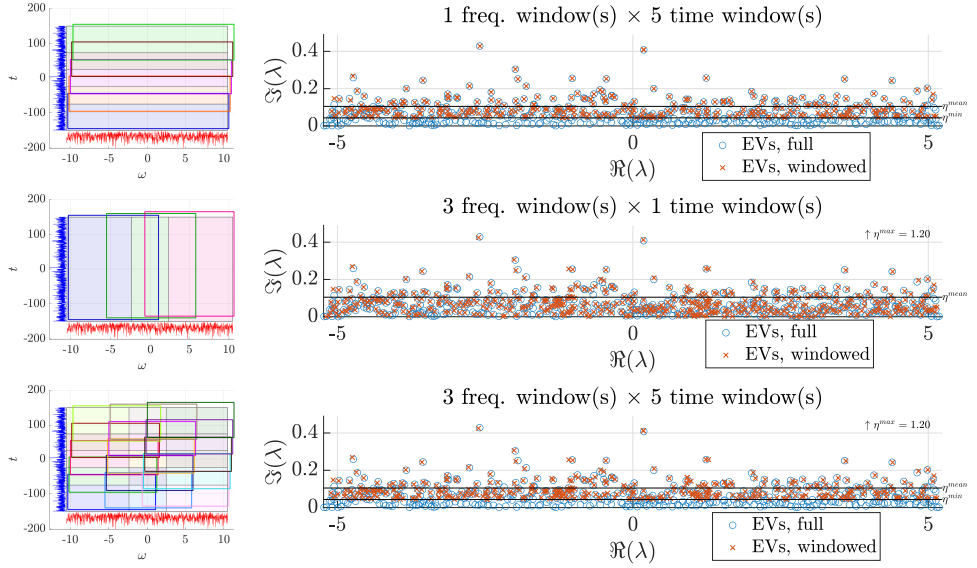 1 freq. window(s) × 5 time window(s)
200
100
0
-100
-200
t
-10
-5
0
5
10
ω
0.4
0.2
0
ℑ(λ)
η^mean
η^min
-5
0
5
ℜ(λ)
EVs, full
EVs, windowed
3 freq. window(s) × 1 time window(s)
200
100
0
-100
-200
t
-10
-5
0
5
10
ω
0.4
0.2
0
ℑ(λ)
↑ η^max = 1.20
η^mean
-5
0
5
ℜ(λ)
EVs, full
EVs, windowed
3 freq. window(s) × 5 time window(s)
200
100
0
-100
-200
t
-10
-5
0
5
10
ω
0.4
0.2
0
ℑ(λ)
↑ η^max = 1.20
η^mean
η^min
-5
0
5
ℜ(λ)
EVs, full
EVs, windowed